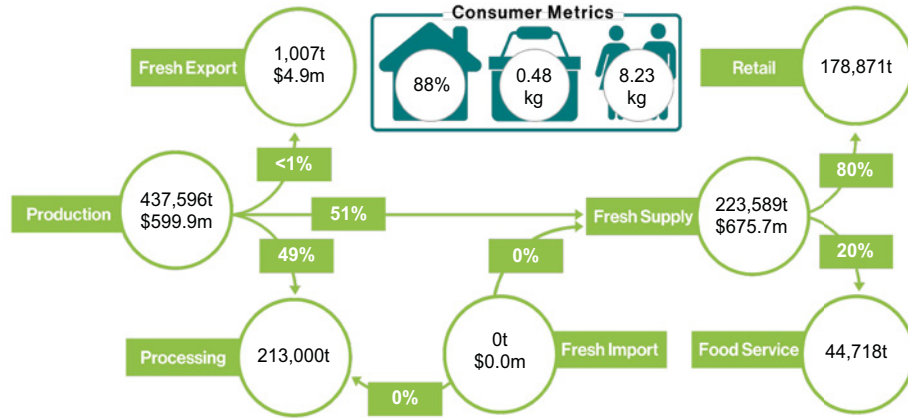 Consumer Metrics
88%
0.48
kg
8.23
kg
Fresh Export
1,007t
$4.9m
Retail
178,871t
<1%
80%
Production
437,596t
$599.9m
51%
Fresh Supply
223,589t
$675.7m
49%
0%
20%
Processing
213,000t
0t
$0.0m
Fresh Import
Food Service
44,718t
0%